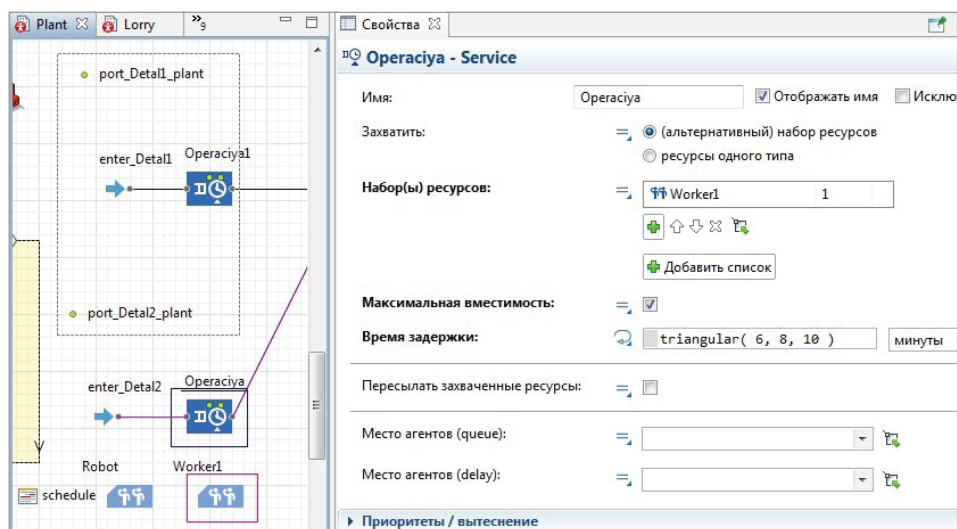 Plant
Lorry
»9
Свойства
port_Detal1_plant
enter_Detal1
Operaciya1
port_Detal2_plant
enter_Detal2
Operaciya
Robot
Worker1
schedule
Operaciya - Service
Имя:
Operaciya
Отображать имя
Исклю
Захватить:
(альтернативный) набор ресурсов
ресурсы одного типа
Набор(ы) ресурсов:
Worker1 1
Добавить список
Максимальная вместимость:
Время задержки:
triangular( 6, 8, 10 )
минуты
Пересылать захваченные ресурсы:
Место агентов (queue):
Место агентов (delay):
Приоритеты / вытеснение